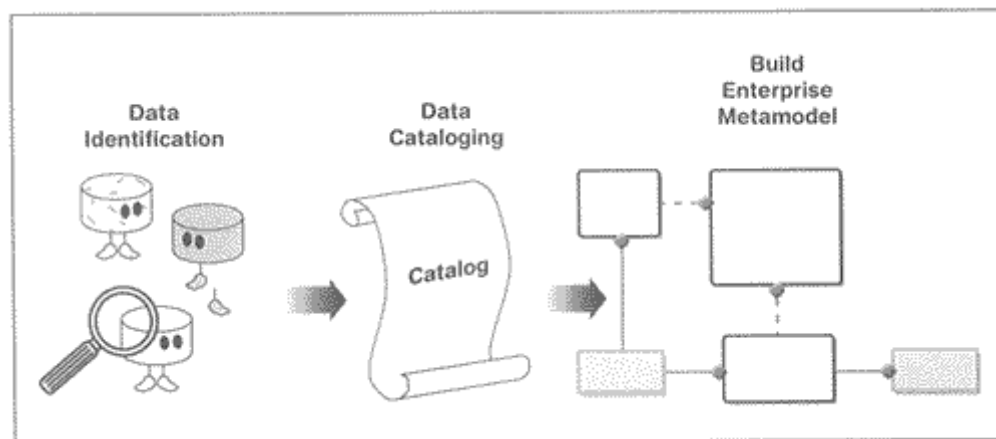 Data
Identification
Data
Cataloging
Build
Enterprise
Metamodel
Catalog